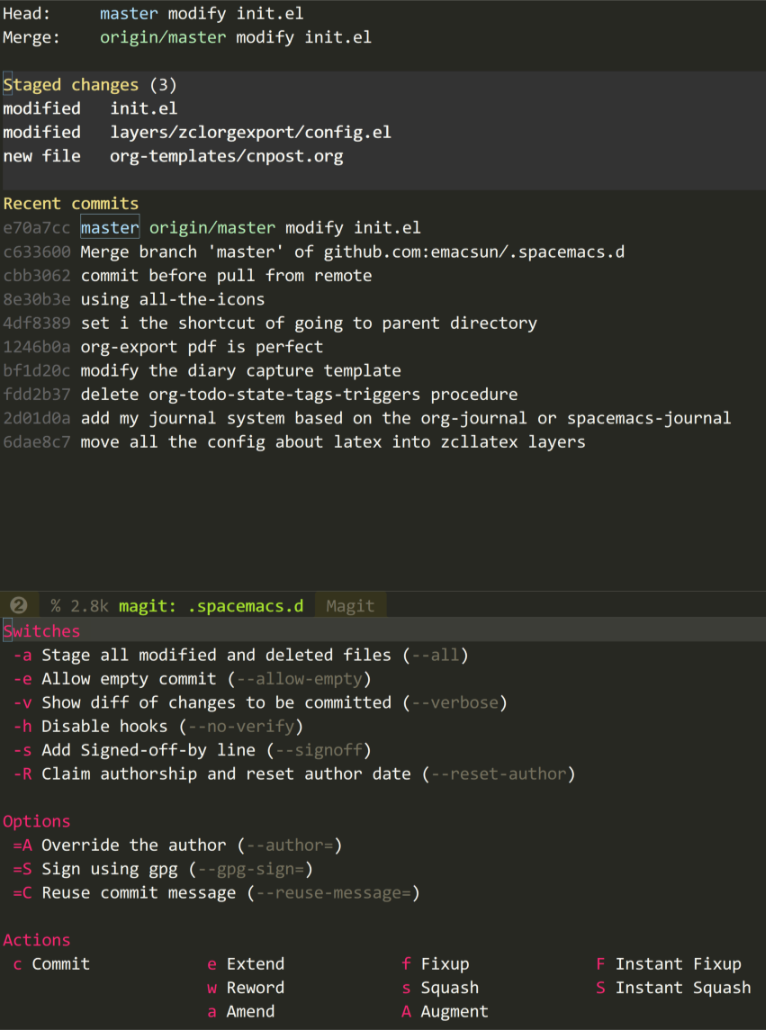 Head:     master modify init.el
Merge:    origin/master modify init.el
Staged changes (3)
modified   init.el
modified   layers/zclorgexport/config.el
new file   org-templates/cnpost.org
Recent commits
e70a7cc master origin/master modify init.el
c633600 Merge branch 'master' of github.com:emacsun/.spacemacs.d
cbb3062 commit before pull from remote
8e30b3e using all-the-icons
4df8389 set i the shortcut of going to parent directory
1246b0a org-export pdf is perfect
bf1d20c modify the diary capture template
fdd2b37 delete org-todo-state-tags-triggers procedure
2d01d0a add my journal system based on the org-journal or spacemacs-journal
6dae8c7 move all the config about latex into zcllatex layers
❷ % 2.8k magit: .spacemacs.d  Magit
Switches
-a Stage all modified and deleted files (--all)
-e Allow empty commit (--allow-empty)
-v Show diff of changes to be committed (--verbose)
-h Disable hooks (--no-verify)
-s Add Signed-off-by line (--signoff)
-R Claim authorship and reset author date (--reset-author)
Options
=A Override the author (--author=)
=S Sign using gpg (--gpg-sign=)
=C Reuse commit message (--reuse-message=)
Actions
c Commit            e Extend            f Fixup             F Instant Fixup
w Reword            s Squash            S Instant Squash
a Amend             A Augment